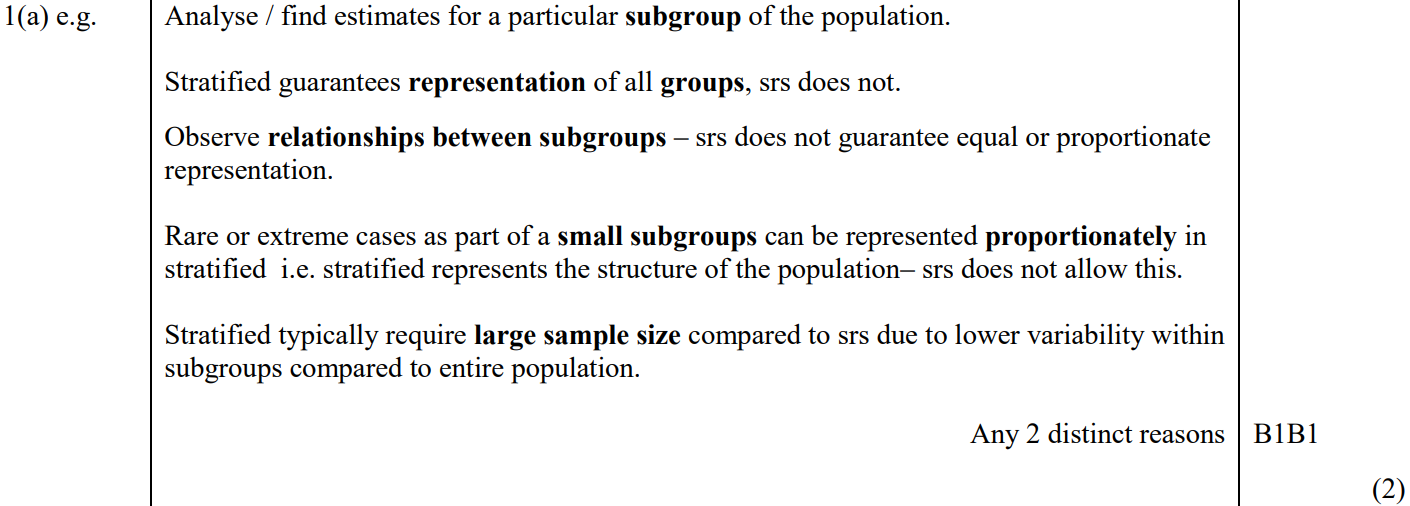 1(a) e.g. Analyse / find estimates for a particular subgroup of the population.
Stratified guarantees representation of all groups, srs does not.
Observe relationships between subgroups – srs does not guarantee equal or proportionate
representation.
Rare or extreme cases as part of a small subgroups can be represented proportionately in
stratified  i.e. stratified represents the structure of the population– srs does not allow this.
Stratified typically require large sample size compared to srs due to lower variability within
subgroups compared to entire population.
Any 2 distinct reasons B1B1
(2)